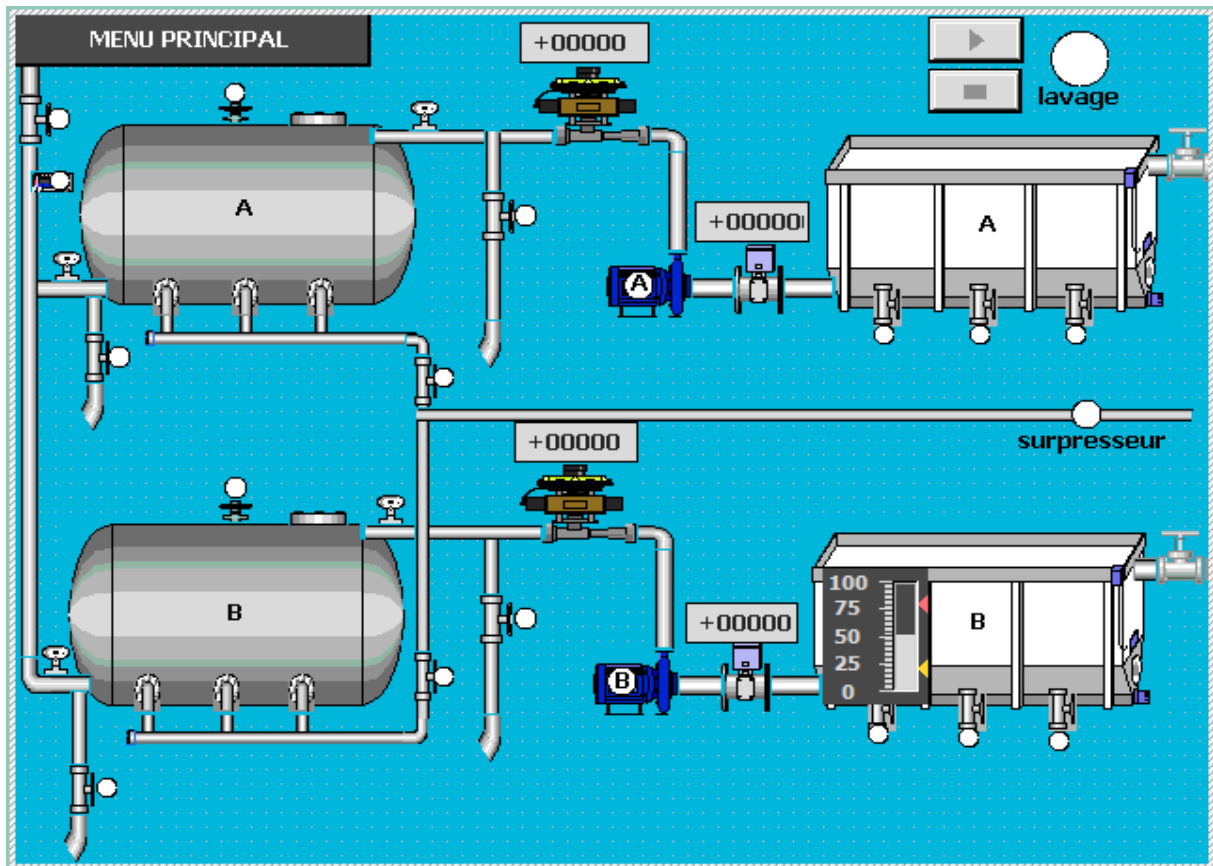 MENU PRINCIPAL
+00000
lavage
A
+00000
A
A
surpresseur
+00000
B
+00000
B
100
75
50
25
0
B